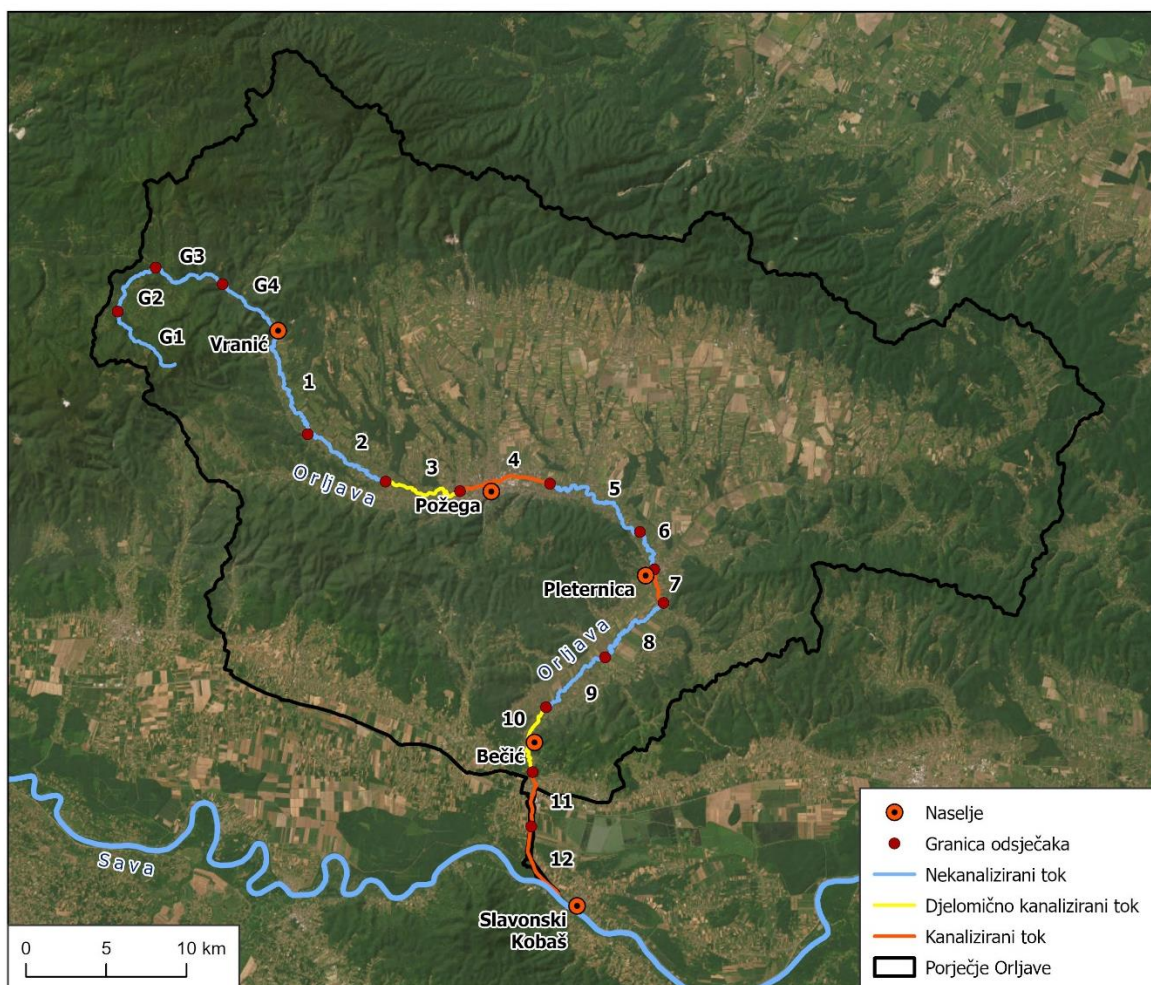 G3
G2
G4
G1
Vranić
1
2
Orljava
3
4
Požega
5
6
Pleternica
7
Orljava
8
9
10
Bečić
11
12
Sava
Slavonski
Kobaš
0 5 10 km
Naselje
Granica odsječaka
Nekanalizirani tok
Djelomično kanalizirani tok
Kanalizirani tok
Porječje Orljave